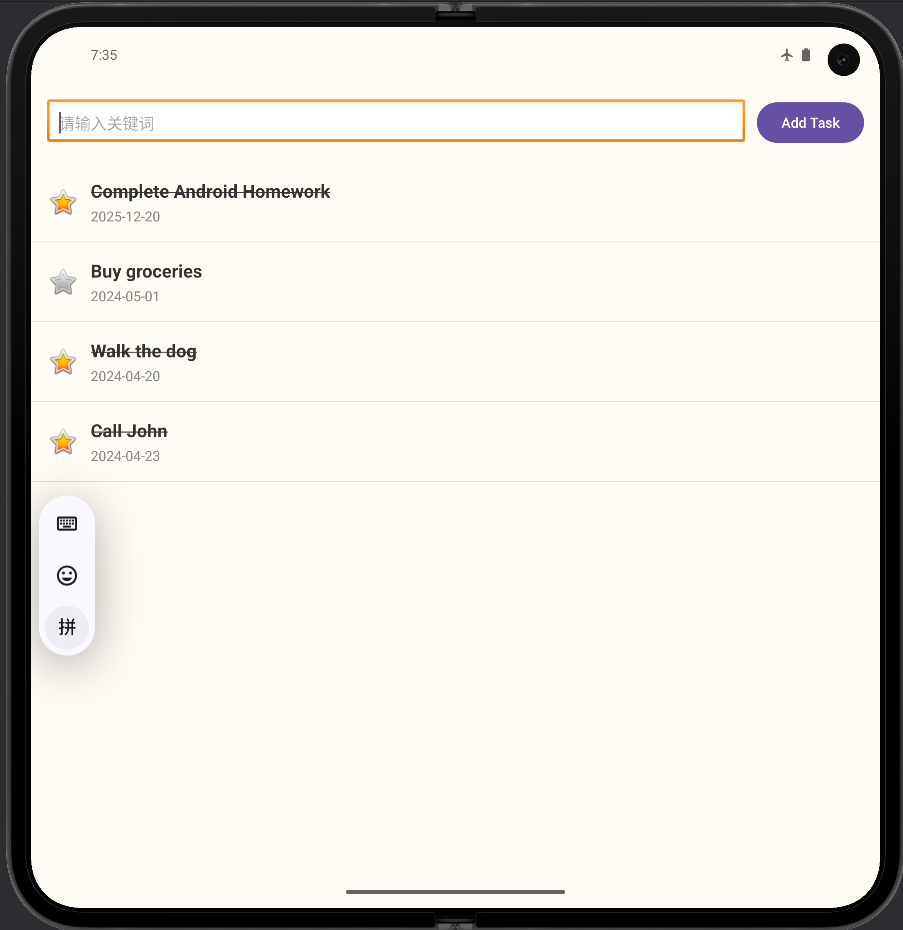 7:35
请输入关键词
Add Task
Complete Android Homework
2025-12-20
Buy groceries
2024-05-01
Walk the dog
2024-04-20
Call John
2024-04-23
拼